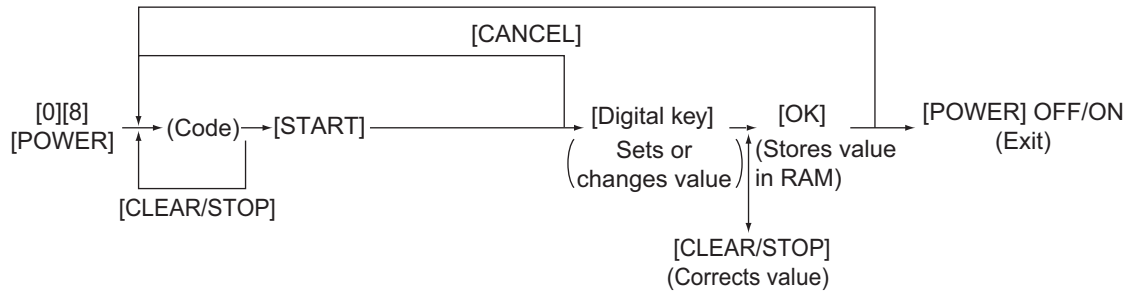 [CANCEL]
[0][8]
[POWER]
(Code)
[START]
[Digital key]
(Sets or
changes value)
[OK]
(Stores value
in RAM)
[POWER] OFF/ON
(Exit)
[CLEAR/STOP]
[CLEAR/STOP]
(Corrects value)